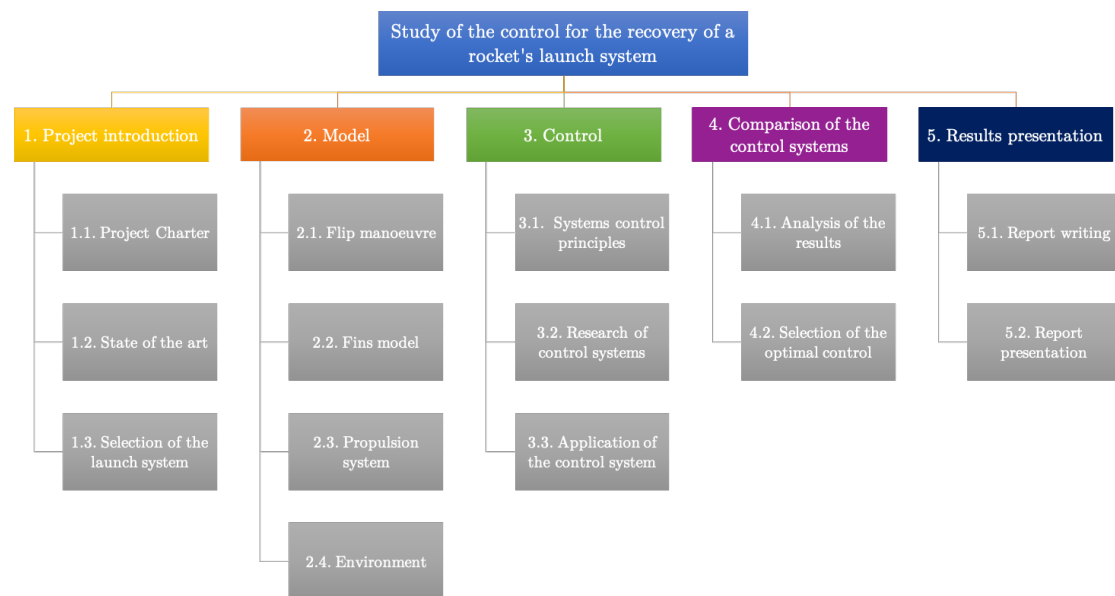 Study of the control for the recovery of a
rocket's launch system
1. Project introduction
2. Model
3. Control
4. Comparison of the
control systems
5. Results presentation
1.1. Project Charter
2.1. Flip manoeuvre
3.1. Systems control
principles
4.1. Analysis of the
results
5.1. Report writing
1.2. State of the art
2.2. Fins model
3.2. Research of
control systems
4.2. Selection of the
optimal control
5.2. Report
presentation
1.3. Selection of the
launch system
2.3. Propulsion
system
3.3. Application of
the control system
2.4. Environment